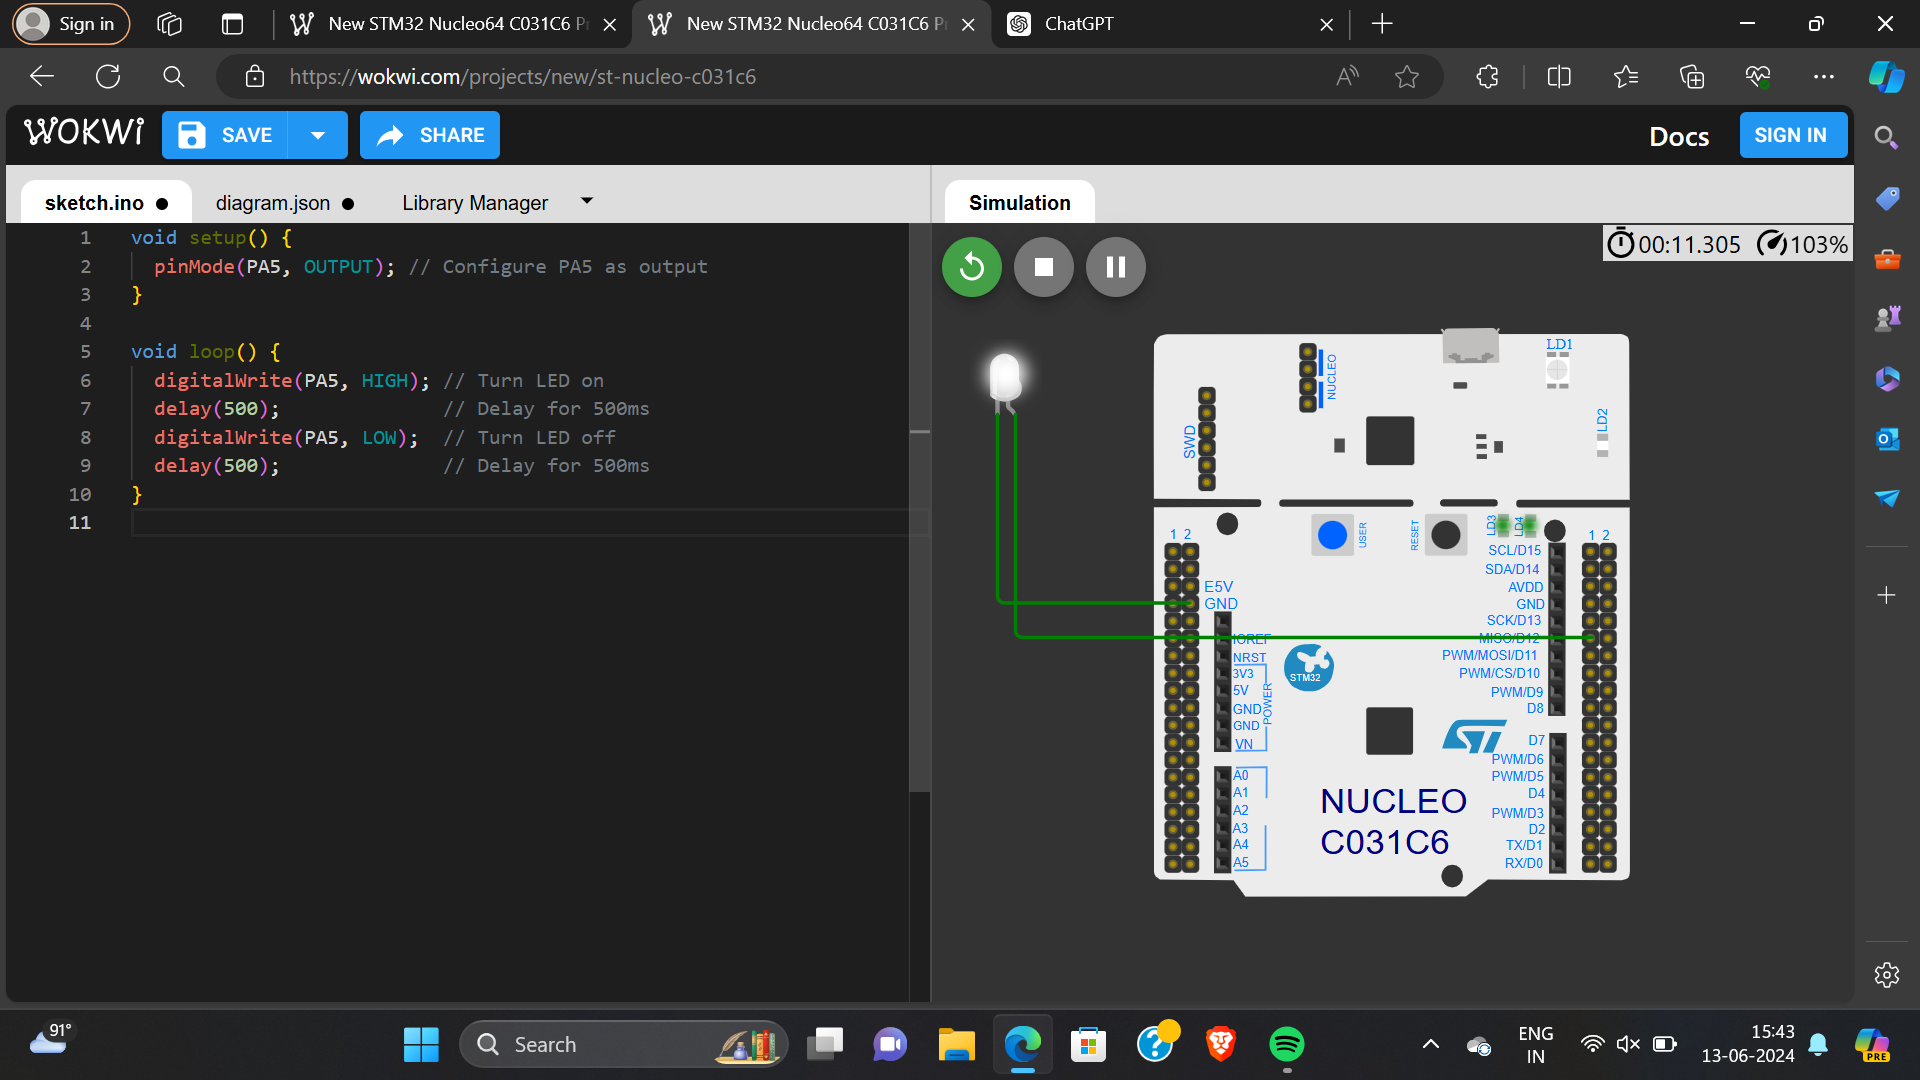 Sign in
New STM32 Nucleo64 C031C6 Pr
New STM32 Nucleo64 C031C6 Pr
ChatGPT
https://wokwi.com/projects/new/st-nucleo-c031c6
WOKWi
SAVE
SHARE
Docs
SIGN IN
sketch.ino
diagram.json
Library Manager
Simulation
00:11.305
103%
1 void setup() {
2 pinMode(PA5, OUTPUT); // Configure PA5 as output
3 }
4
5 void loop() {
6 digitalWrite(PA5, HIGH); // Turn LED on
7 delay(500); // Delay for 500ms
8 digitalWrite(PA5, LOW); // Turn LED off
9 delay(500); // Delay for 500ms
10 }
11
NUCLEO
LD1
LD2
SWD
1 2
USER
RESET
LD3
LD4
1 2
E5V
GND
IOREF
NRST
3V3
5V
GND
GND
VN
POWER
A0
A1
A2
A3
A4
A5
STM32
SCL/D15
SDA/D14
AVDD
GND
SCK/D13
MISO/D12
PWM/MOSI/D11
PWM/CS/D10
PWM/D9
D8
D7
PWM/D6
PWM/D5
D4
PWM/D3
D2
TX/D1
RX/D0
ST
NUCLEO
C031C6
91°
Search
ENG
IN
15:43
13-06-2024
PRE